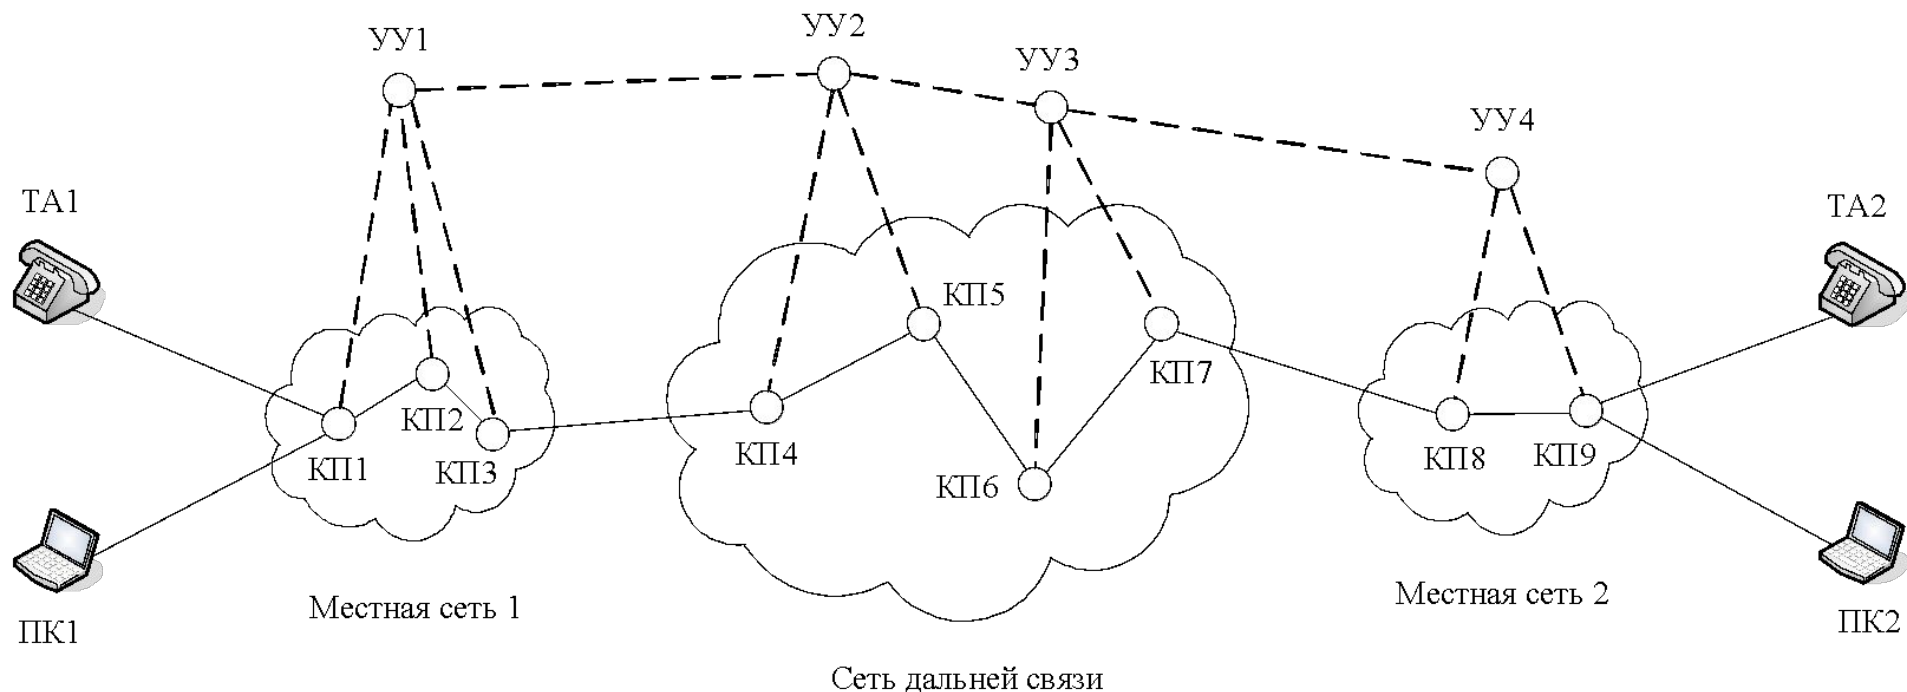 УУ1
УУ2
УУ3
УУ4
ТА1
ТА2
КП5
КП7
КП2
КП4
КП1
КП3
КП6
КП8
КП9
Местная сеть 1
Местная сеть 2
ПК1
ПК2
Сеть дальней связи